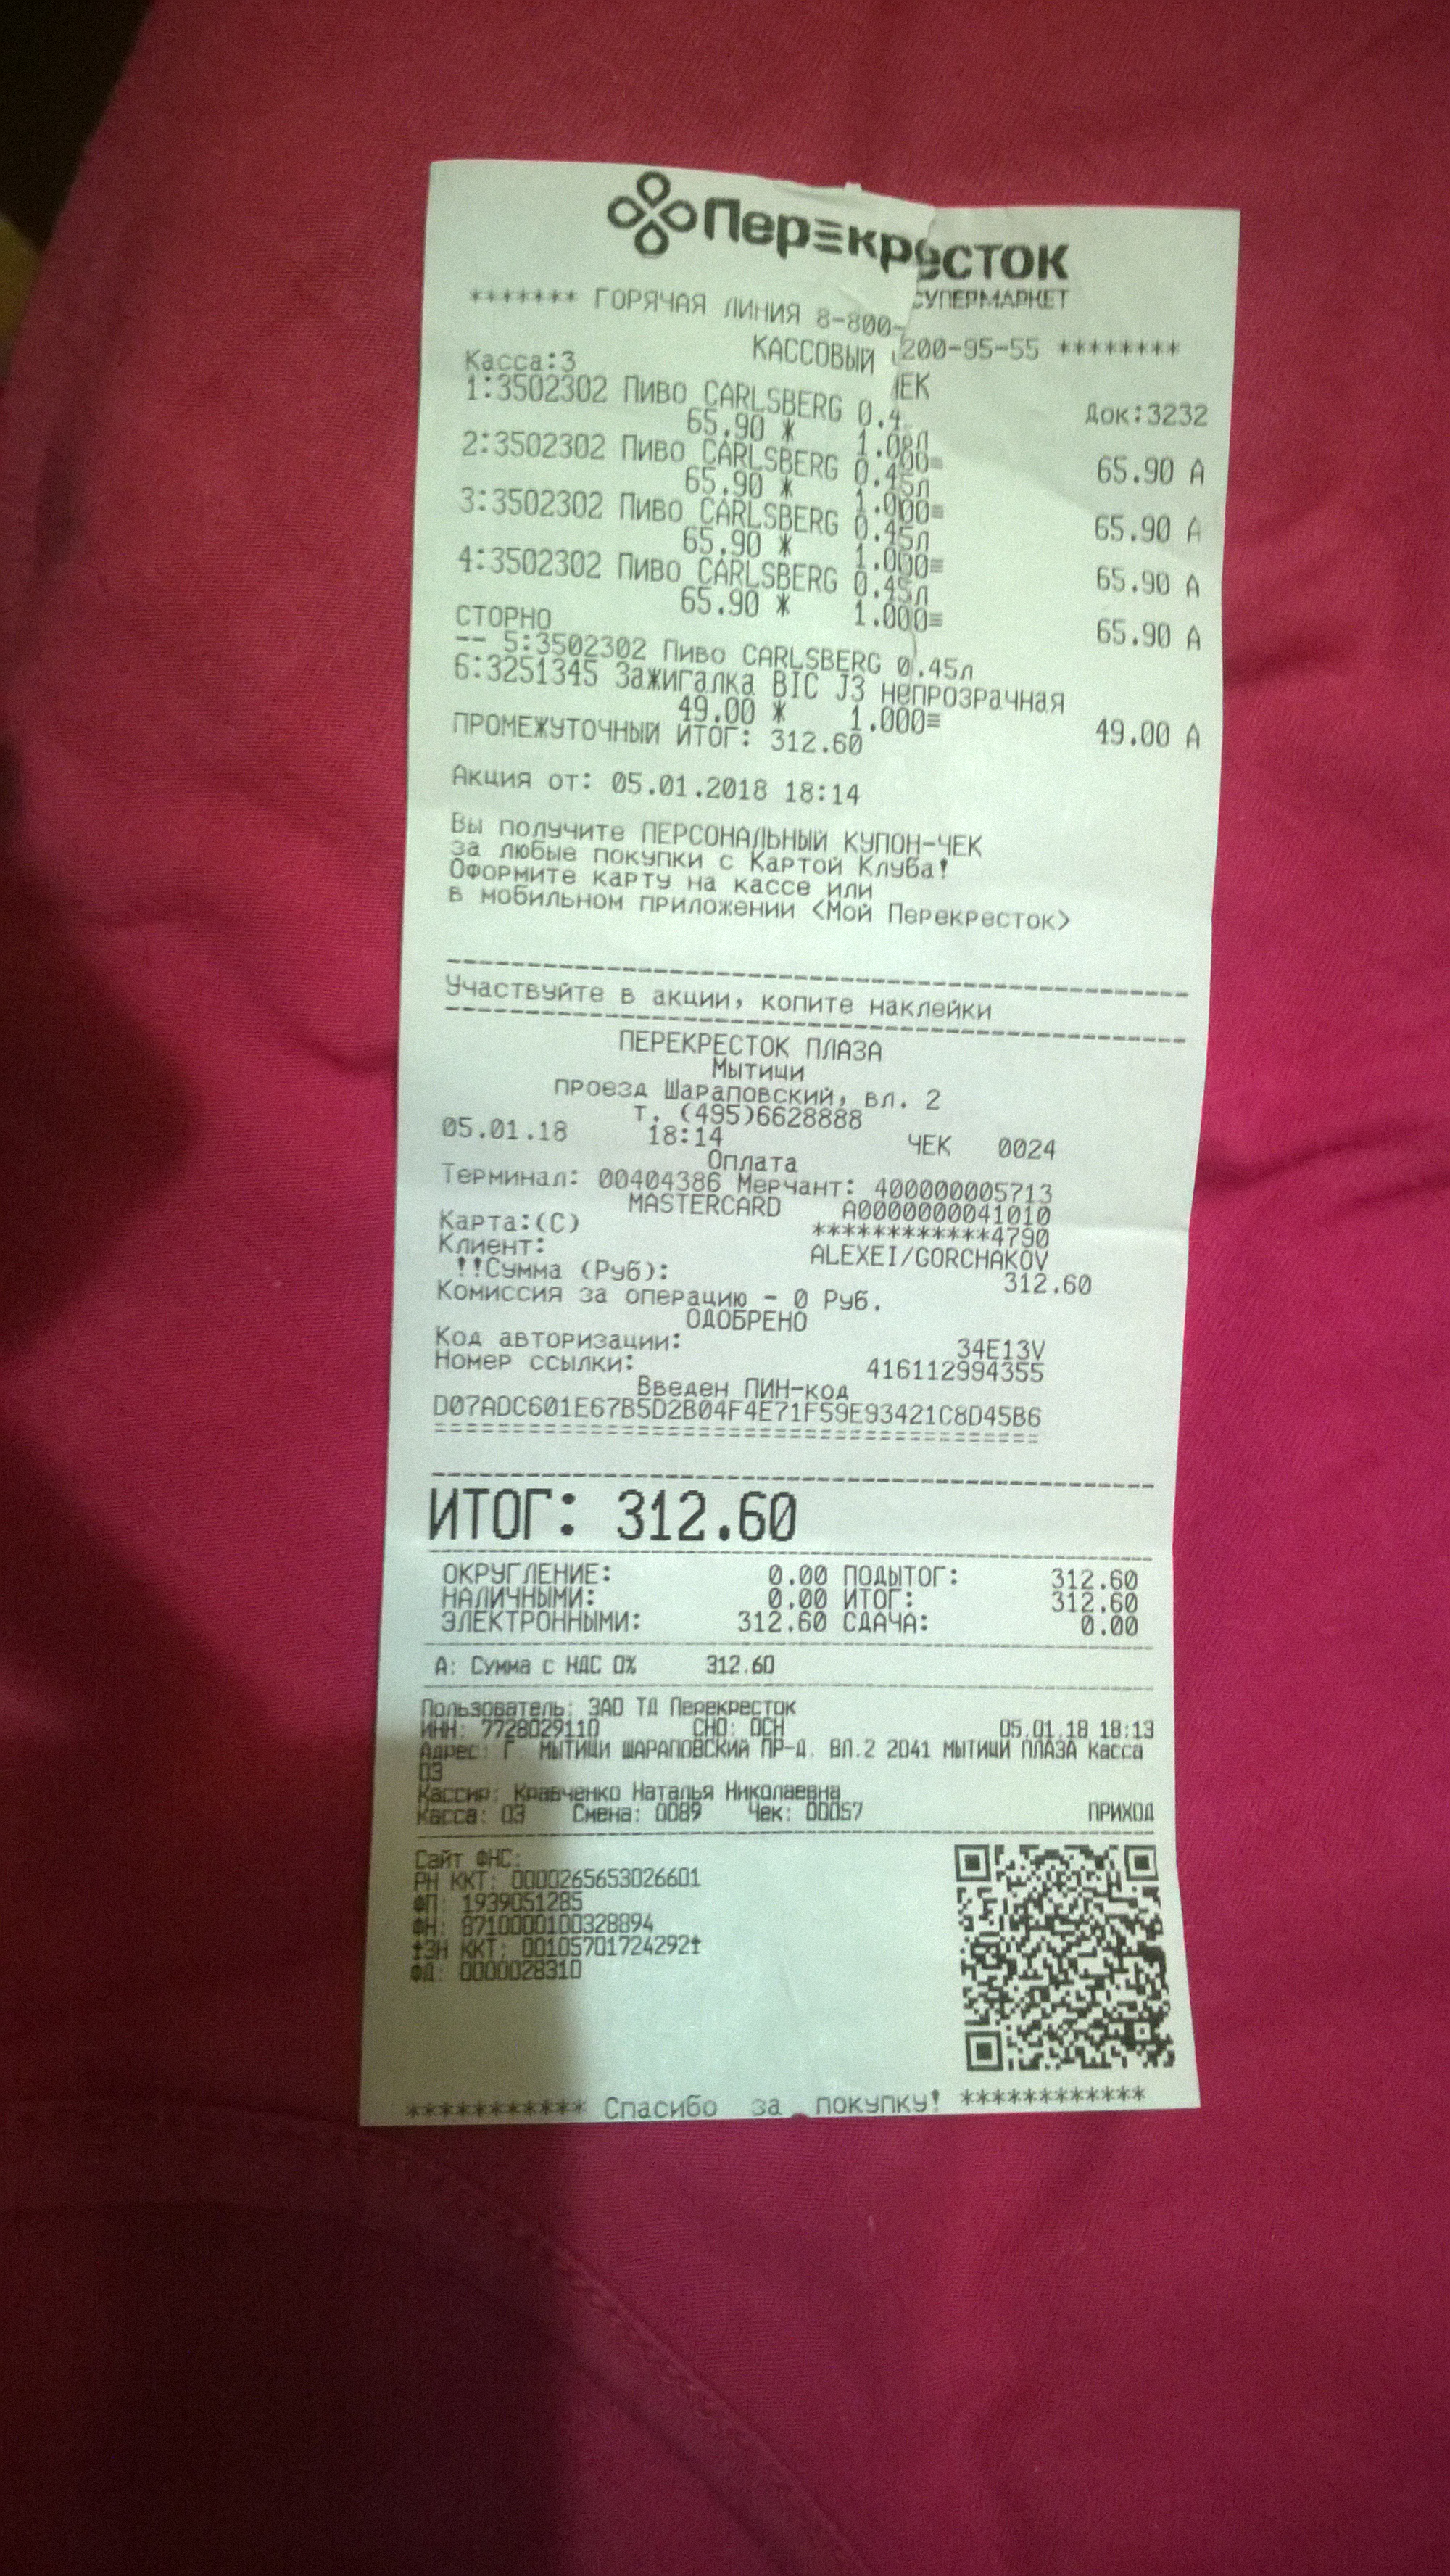 Перекресток
СУПЕРМАРКЕТ
******* ГОРЯЧАЯ ЛИНИЯ 8-800-200-95-55 ********
КАССОВЫЙ ЧЕК
Касса:3 Док:3232
1:3502302 Пиво CARLSBERG 0.45л
65.90 * 1.000= 65.90 А
2:3502302 Пиво CARLSBERG 0.45л
65.90 * 1.000= 65.90 А
3:3502302 Пиво CARLSBERG 0.45л
65.90 * 1.000= 65.90 А
4:3502302 Пиво CARLSBERG 0.45л
65.90 * 1.000= 65.90 А
СТОРНО
-- 5:3502302 Пиво CARLSBERG 0.45л
6:3251345 Зажигалка BIC J3 непрозрачная
49.00 * 1.000= 49.00 А
ПРОМЕЖУТОЧНЫЙ ИТОГ: 312.60
Акция от: 05.01.2018 18:14
Вы получите ПЕРСОНАЛЬНЫЙ КУПОН-ЧЕК
за любые покупки с Картой Клуба!
Оформите карту на кассе или
в мобильном приложении <Мой Перекресток>
Участвуйте в акции, копите наклейки
ПЕРЕКРЕСТОК ПЛАЗА
Мытищи
проезд Шараповский, вл. 2
т. (495)6628888
05.01.18 18:14 ЧЕК 0024
Оплата
Терминал: 00404386 Мерчант: 400000005713
MASTERCARD A0000000041010
Карта:(C) ************4790
Клиент: ALEXEI/GORCHAKOV
!!Сумма (Руб): 312.60
Комиссия за операцию - 0 Руб.
ОДОБРЕНО
Код авторизации: 34E13V
Номер ссылки: 416112994355
Введен ПИН-код
D07ADC601E67B5D2B04F4E71F59E93421C8D45B6
========================================
ИТОГ: 312.60
ОКРУГЛЕНИЕ: 0.00 ПОДЫТОГ: 312.60
НАЛИЧНЫМИ: 0.00 ИТОГ: 312.60
ЭЛЕКТРОННЫМИ: 312.60 СДАЧА: 0.00
А: Сумма с НДС 0% 312.60
Пользователь: ЗАО ТД Перекресток
ИНН: 7728029110 СНО: ОСН 05.01.18 18:13
Адрес: Г. МЫТИЩИ ШАРАПОВСКИЙ ПР-Д. ВЛ.2 2041 МЫТИЩИ ПЛАЗА Касса
03
Кассир: Кравченко Наталья Николаевна
Касса: 03 Смена: 0089 Чек: 00057 ПРИХОД
Сайт ФНС:
РН ККТ: 0000265653026601
ФП: 1939051285
ФН: 8710000100328894
‡ЗН ККТ: 00105701724292‡
ФД: 0000028310
*********** Спасибо за покупку! ************